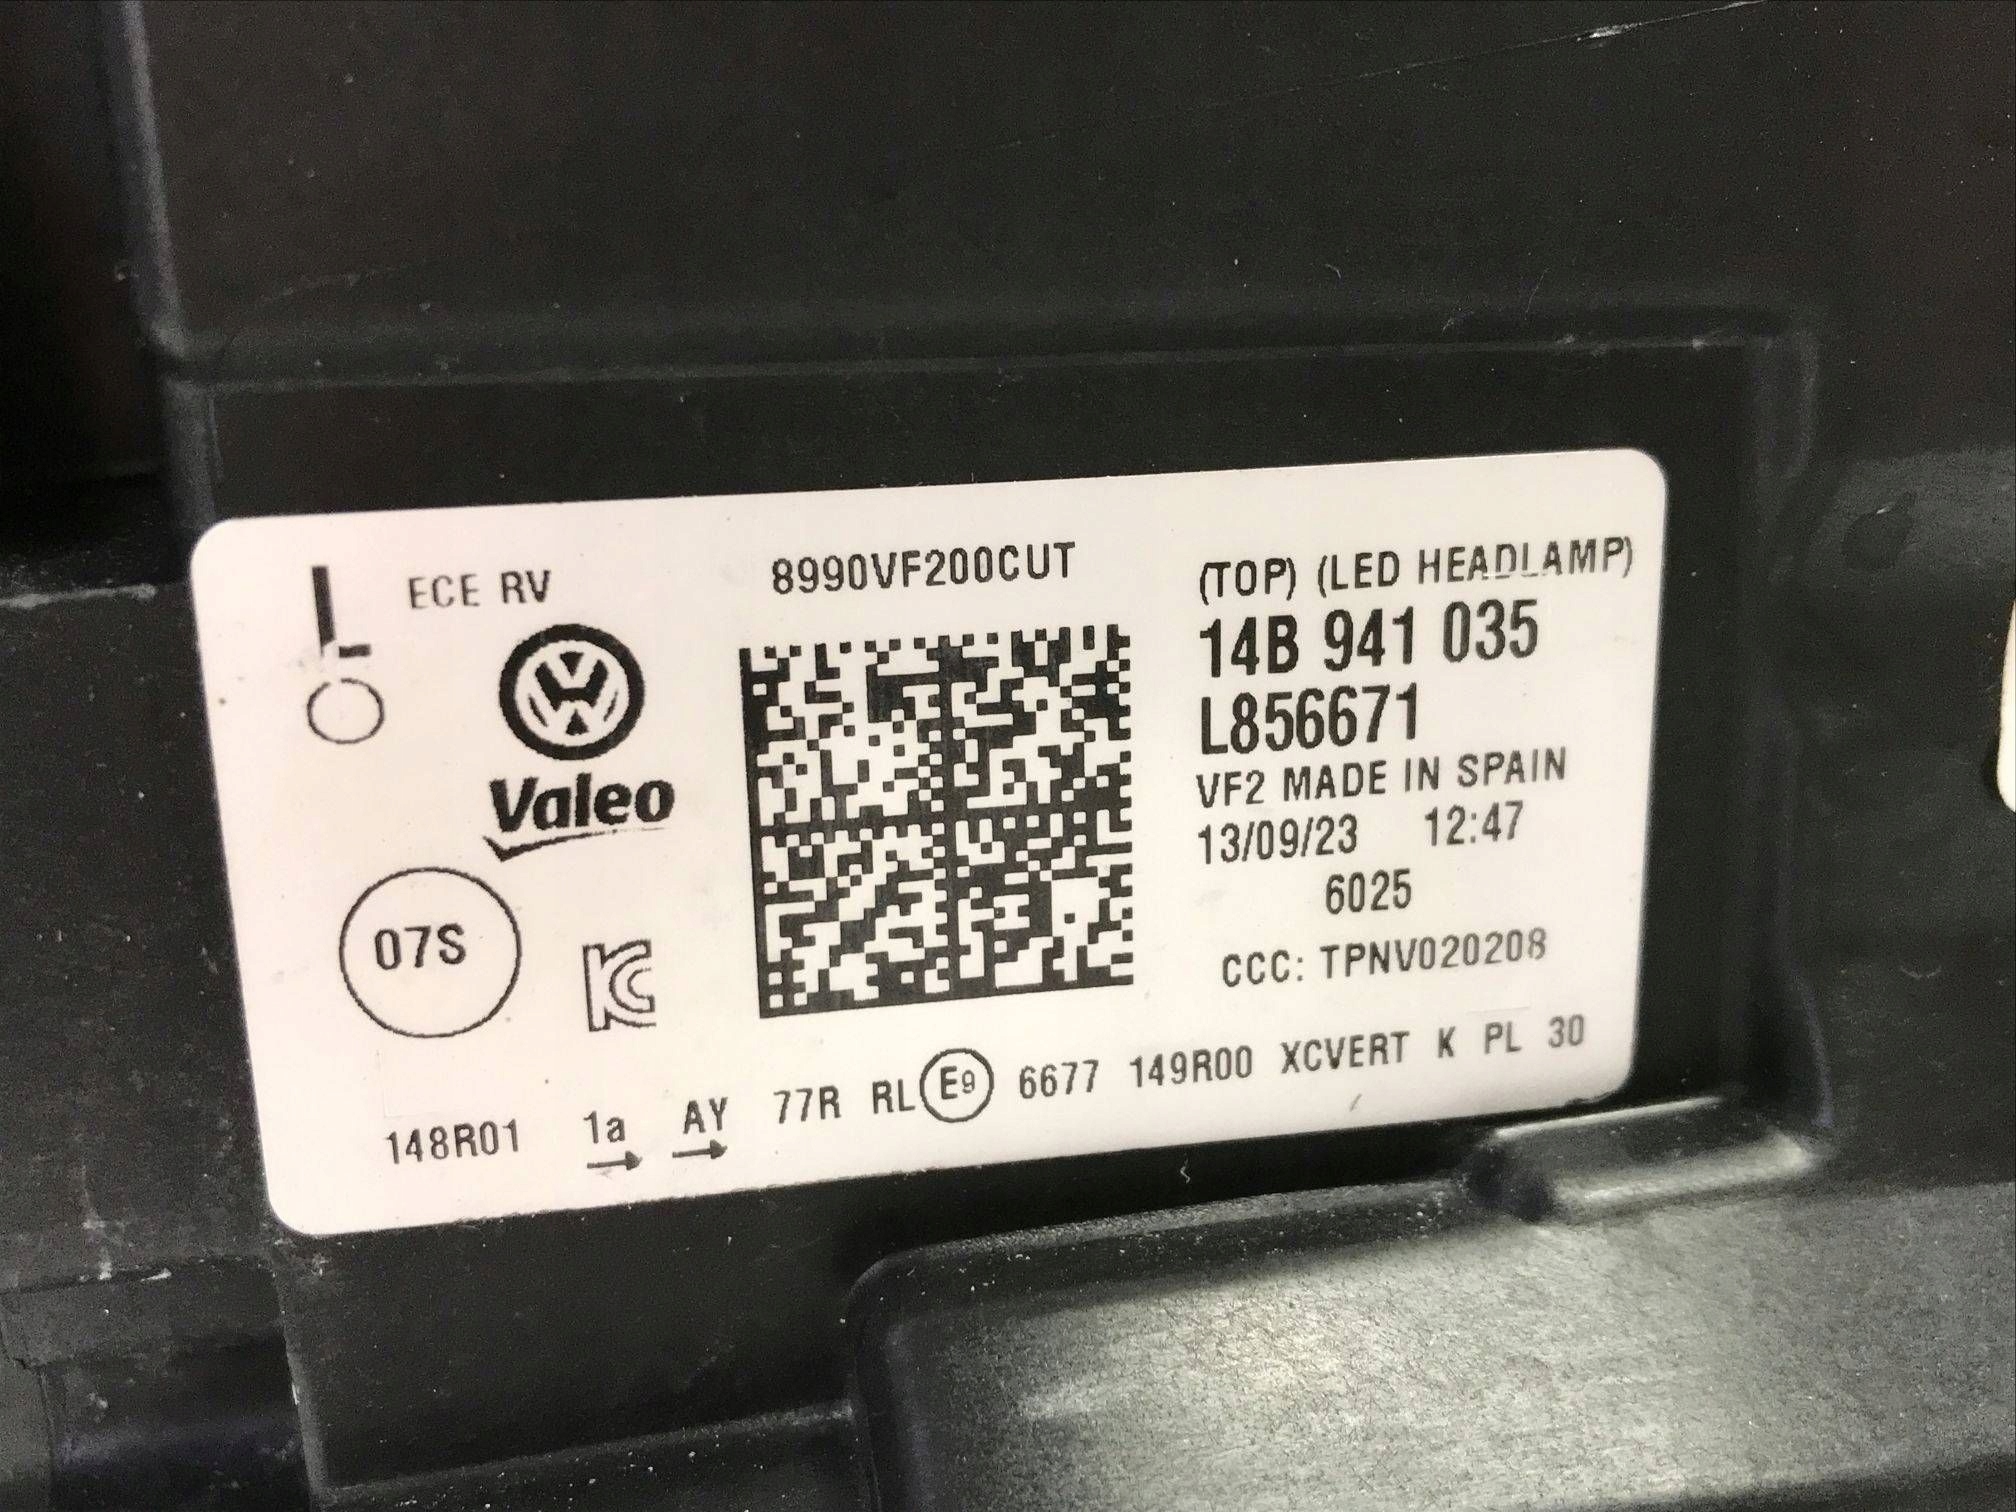 L
ECE RV
Valeo
07S
KC
8990VF200CUT
(TOP) (LED HEADLAMP)
14B 941 035
L856671
VF2 MADE IN SPAIN
13/09/23 12:47
6025
CCC: TPNV020208
148R01 1a AY 77R RL E9 6677 149R00 XCVERT K PL 30